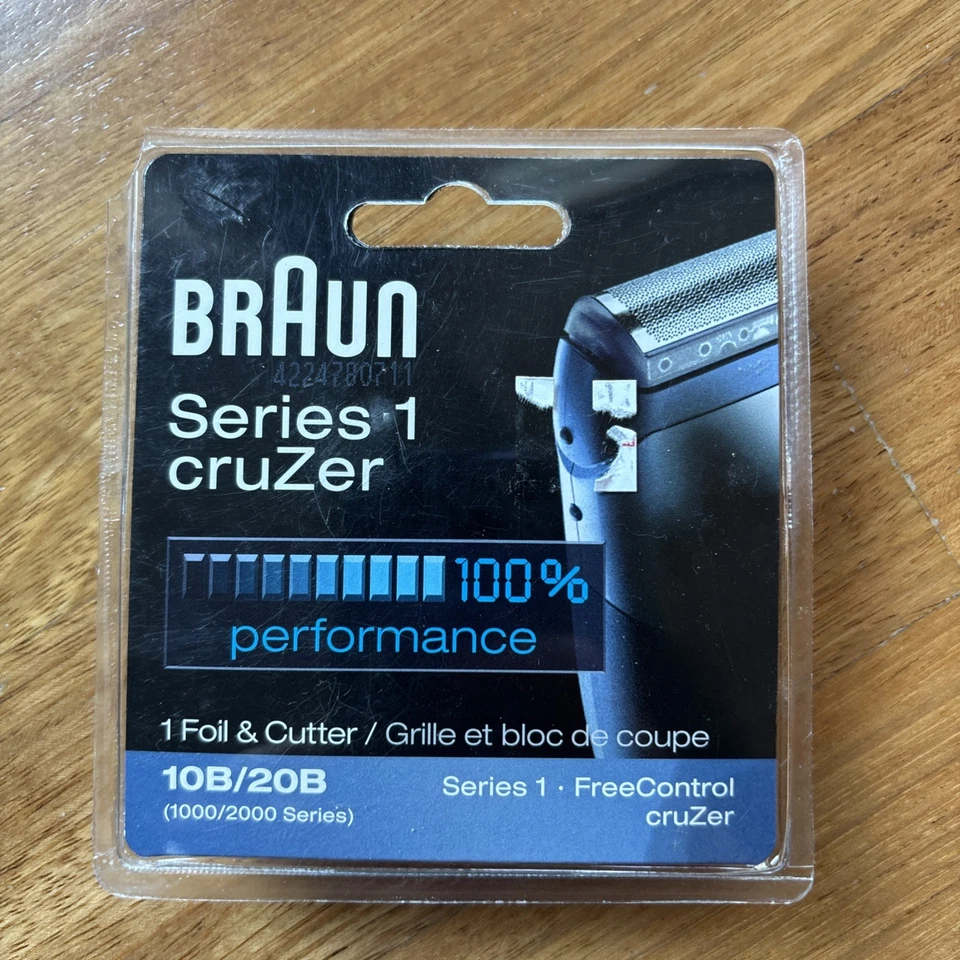 BRAUN
4224780711
Series 1
cruZer
100%
performance
1 Foil & Cutter / Grille et bloc de coupe
10B/20B
(1000/2000 Series)
Series 1 · FreeControl
cruZer